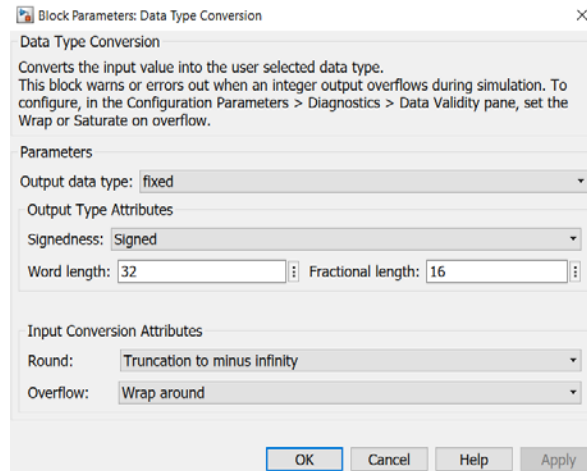 Block Parameters: Data Type Conversion
Data Type Conversion
Converts the input value into the user selected data type.
This block warns or errors out when an integer output overflows during simulation. To
configure, in the Configuration Parameters > Diagnostics > Data Validity pane, set the
Wrap or Saturate on overflow.
Parameters
Output data type: fixed
Output Type Attributes
Signedness: Signed
Word length: 32 Fractional length: 16
Input Conversion Attributes
Round: Truncation to minus infinity
Overflow: Wrap around
OK Cancel Help Apply